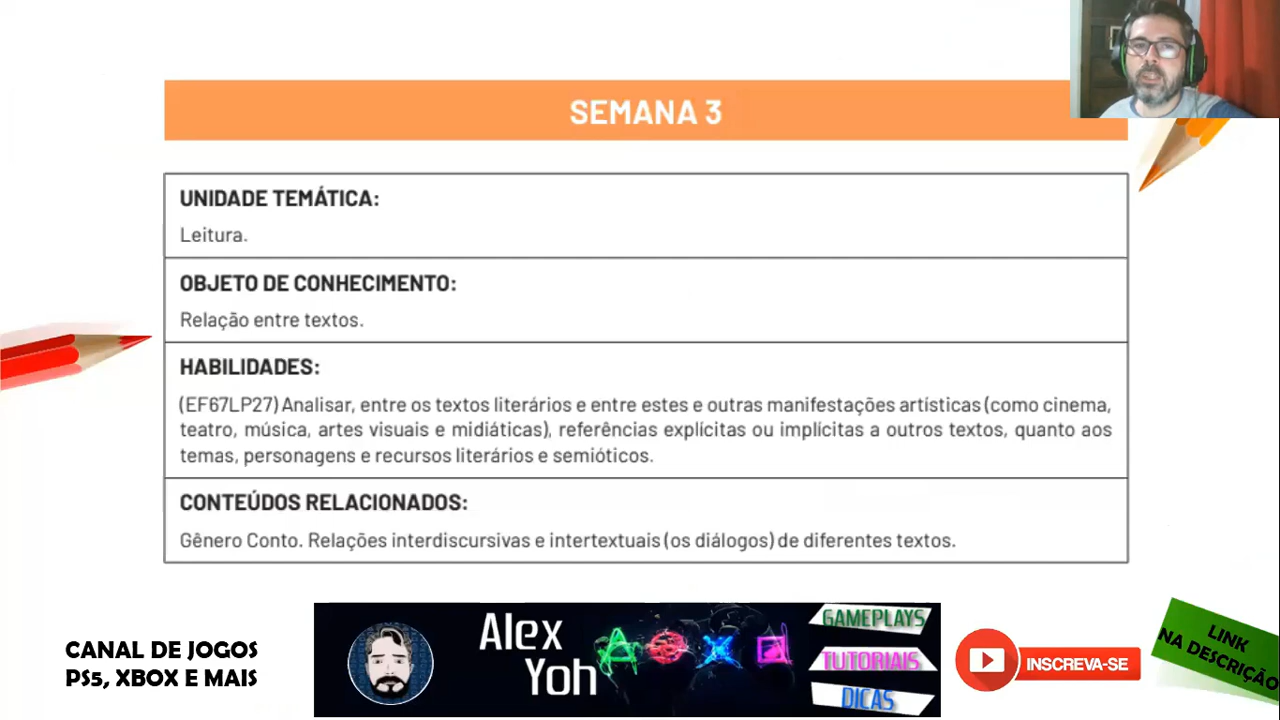 SEMANA 3
UNIDADE TEMÁTICA:
Leitura.
OBJETO DE CONHECIMENTO:
Relação entre textos.
HABILIDADES:
(EF67LP27) Analisar, entre os textos literários e entre estes e outras manifestações artísticas (como cinema,
teatro, música, artes visuais e midiáticas), referências explícitas ou implícitas a outros textos, quanto aos
temas, personagens e recursos literários e semióticos.
CONTEÚDOS RELACIONADOS:
Gênero Conto. Relações interdiscursivas e intertextuais (os diálogos) de diferentes textos.
CANAL DE JOGOS
PS5, XBOX E MAIS
Alex
Yoh
GAMEPLAYS
TUTORIAIS
DICAS
INSCREVA-SE
LINK
NA DESCRIÇÃO